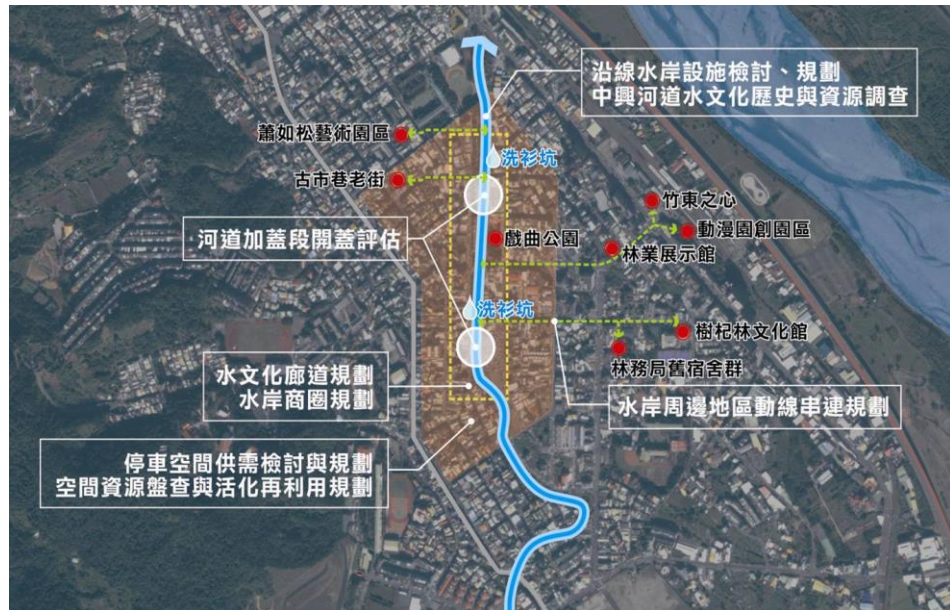 沿線水岸設施檢討、規劃
中興河道水文化歷史與資源調查
蕭如松藝術園區
洗衫坑
古市巷老街
竹東之心
動漫園創園區
河道加蓋段開蓋評估
戲曲公園
林業展示館
洗衫坑
樹杞林文化館
林務局舊宿舍群
水文化廊道規劃
水岸商圈規劃
水岸周邊地區動線串連規劃
停車空間供需檢討與規劃
空間資源盤查與活化再利用規劃